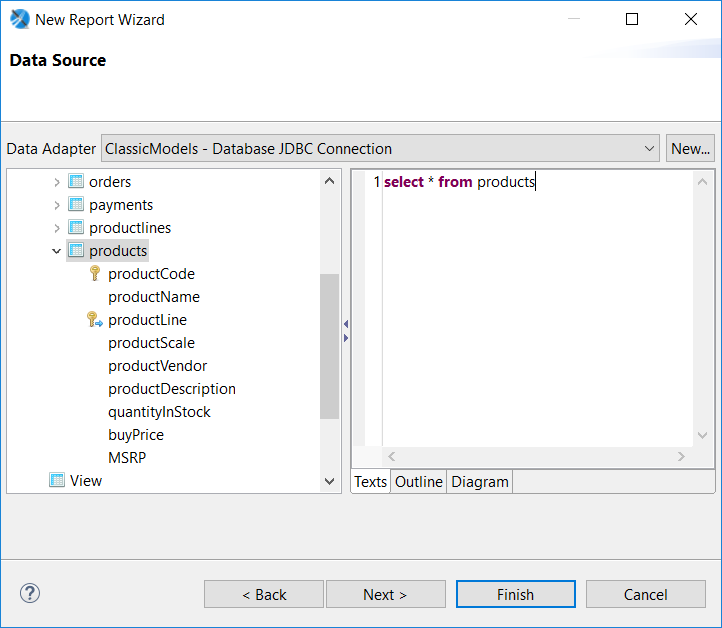 New Report Wizard
Data Source
Data Adapter ClassicModels - Database JDBC Connection New...
orders
payments
productlines
products
productCode
productName
productLine
productScale
productVendor
productDescription
quantityInStock
buyPrice
MSRP
View
1 select * from products
Texts Outline Diagram
? < Back Next > Finish Cancel